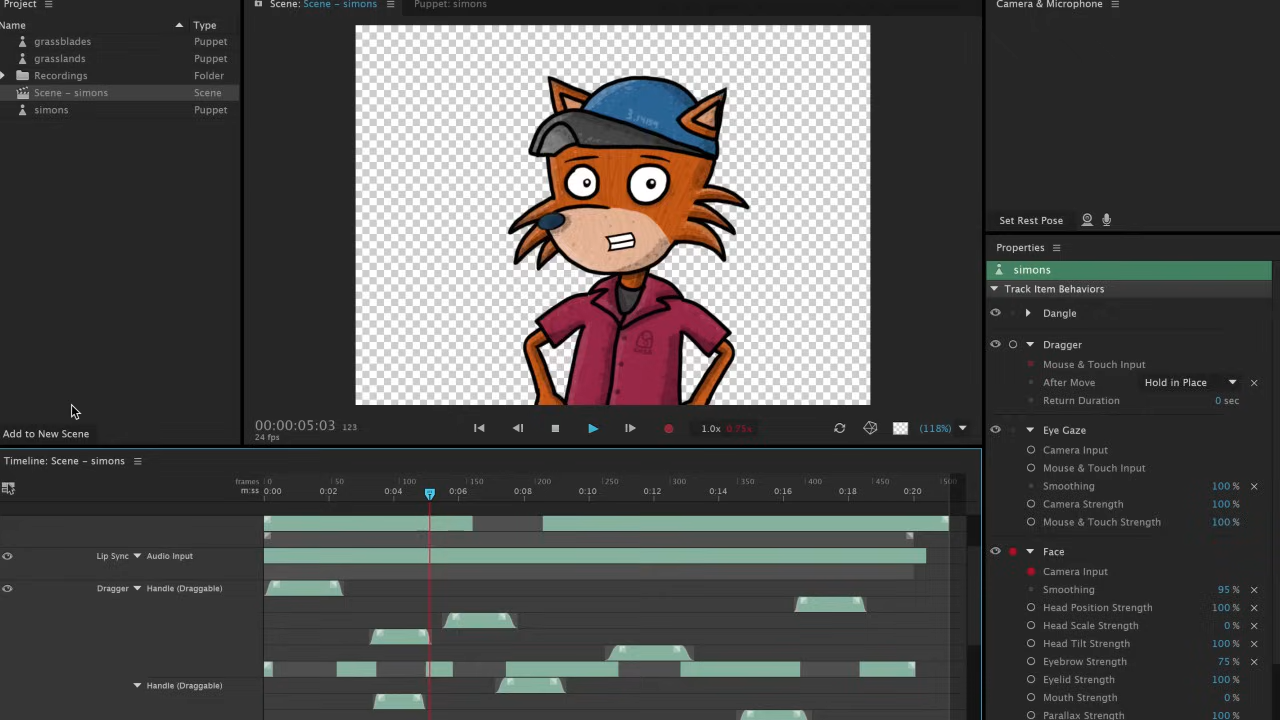 Project
Scene: Scene – simons
Puppet: simons
Camera & Microphone
Name
Type
grassblades
Puppet
grasslands
Puppet
Recordings
Folder
Scene – simons
Scene
simons
Puppet
3.14159
Set Rest Pose
Properties
simons
Track Item Behaviors
Dangle
Dragger
Mouse & Touch Input
After Move
Hold in Place
Return Duration
0 sec
Eye Gaze
Camera Input
Mouse & Touch Input
Smoothing
100 %
Camera Strength
100 %
Mouse & Touch Strength
100 %
Face
Camera Input
Smoothing
95 %
Head Position Strength
100 %
Head Scale Strength
0 %
Head Tilt Strength
100 %
Eyebrow Strength
75 %
Eyelid Strength
100 %
Mouth Strength
0 %
Parallax Strength
100 %
Add to New Scene
00:00:05:03
123
24 fps
1.0x
0.75x
(118%)
Timeline: Scene – simons
frames
0
50
100
150
200
250
300
350
400
450
500
m:ss
0:00
0:02
0:04
0:06
0:08
0:10
0:12
0:14
0:16
0:18
0:20
Lip Sync
Audio Input
Dragger
Handle (Draggable)
Handle (Draggable)